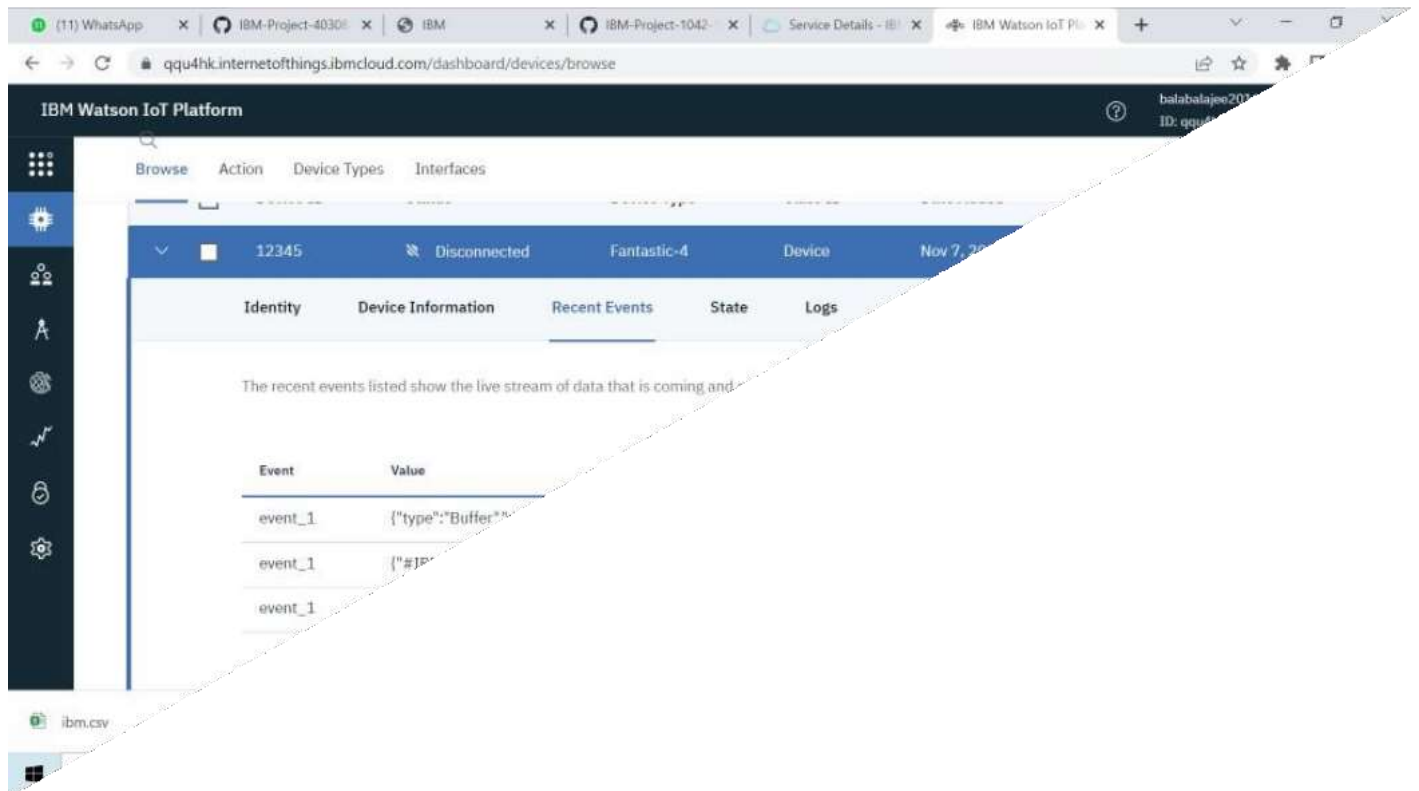 (11) WhatsApp IBM-Project-4030 IBM IBM-Project-1042- Service Details - IB IBM Watson IoT Pl
qqu4hk.internetofthings.ibmcloud.com/dashboard/devices/browse
IBM Watson IoT Platform
balabalajee201
ID: qqu4
Browse Action Device Types Interfaces
12345 Disconnected Fantastic-4 Device Nov 7, 20
Identity Device Information Recent Events State Logs
The recent events listed show the live stream of data that is coming and
Event Value
event_1 {"type":"Buffer"
event_1 {"#
event_1
ibm.csv